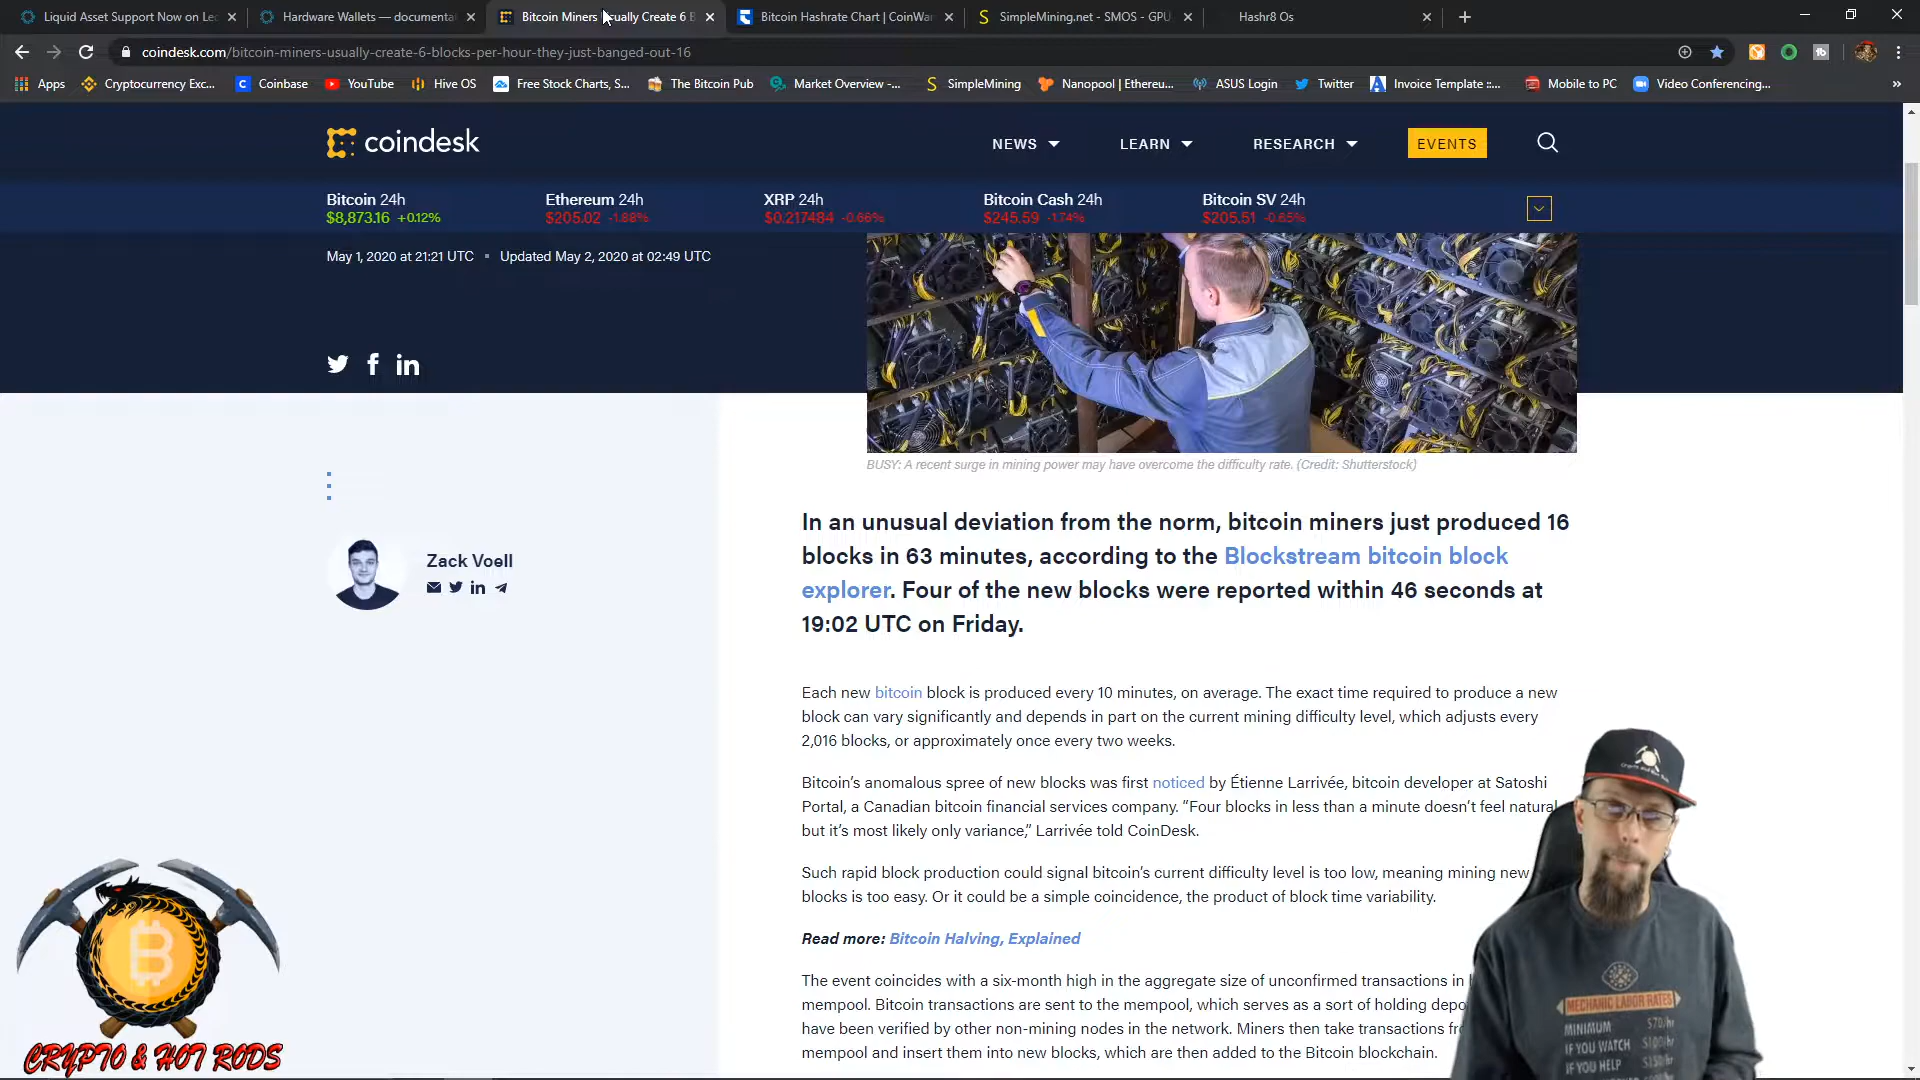 Liquid Asset Support Now on Lec
Hardware Wallets — documenta
Bitcoin Miners Usually Create 6 B
Bitcoin Hashrate Chart | CoinWar
SimpleMining.net - SMOS - GPU
Hashr8 Os
coindesk.com/bitcoin-miners-usually-create-6-blocks-per-hour-they-just-banged-out-16
Apps
Cryptocurrency Exc...
Coinbase
YouTube
Hive OS
Free Stock Charts, S...
The Bitcoin Pub
Market Overview -...
SimpleMining
Nanopool | Ethereu...
ASUS Login
Twitter
Invoice Template ::...
Mobile to PC
Video Conferencing...
coindesk
NEWS
LEARN
RESEARCH
EVENTS
Bitcoin 24h
$8,873.16 +0.12%
Ethereum 24h
$205.02 -1.88%
XRP 24h
$0.217484 -0.66%
Bitcoin Cash 24h
$245.59 -1.74%
Bitcoin SV 24h
$205.51 -0.65%
May 1, 2020 at 21:21 UTC ▪ Updated May 2, 2020 at 02:49 UTC
BUSY: A recent surge in mining power may have overcome the difficulty rate. (Credit: Shutterstock)
Zack Voell
In an unusual deviation from the norm, bitcoin miners just produced 16
blocks in 63 minutes, according to the Blockstream bitcoin block
explorer. Four of the new blocks were reported within 46 seconds at
19:02 UTC on Friday.
Each new bitcoin block is produced every 10 minutes, on average. The exact time required to produce a new
block can vary significantly and depends in part on the current mining difficulty level, which adjusts every
2,016 blocks, or approximately once every two weeks.
Bitcoin's anomalous spree of new blocks was first noticed by Étienne Larrivée, bitcoin developer at Satoshi
Portal, a Canadian bitcoin financial services company. “Four blocks in less than a minute doesn't feel natural
but it's most likely only variance,” Larrivée told CoinDesk.
Such rapid block production could signal bitcoin's current difficulty level is too low, meaning mining new
blocks is too easy. Or it could be a simple coincidence, the product of block time variability.
Read more: Bitcoin Halving, Explained
The event coincides with a six-month high in the aggregate size of unconfirmed transactions in
mempool. Bitcoin transactions are sent to the mempool, which serves as a sort of holding depo
have been verified by other non-mining nodes in the network. Miners then take transactions fr
mempool and insert them into new blocks, which are then added to the Bitcoin blockchain.
CRYPTO & HOT RODS
MECHANIC LABOR RATES
MINIMUM $70/hr
IF YOU WATCH $100/hr
IF YOU HELP $150/hr